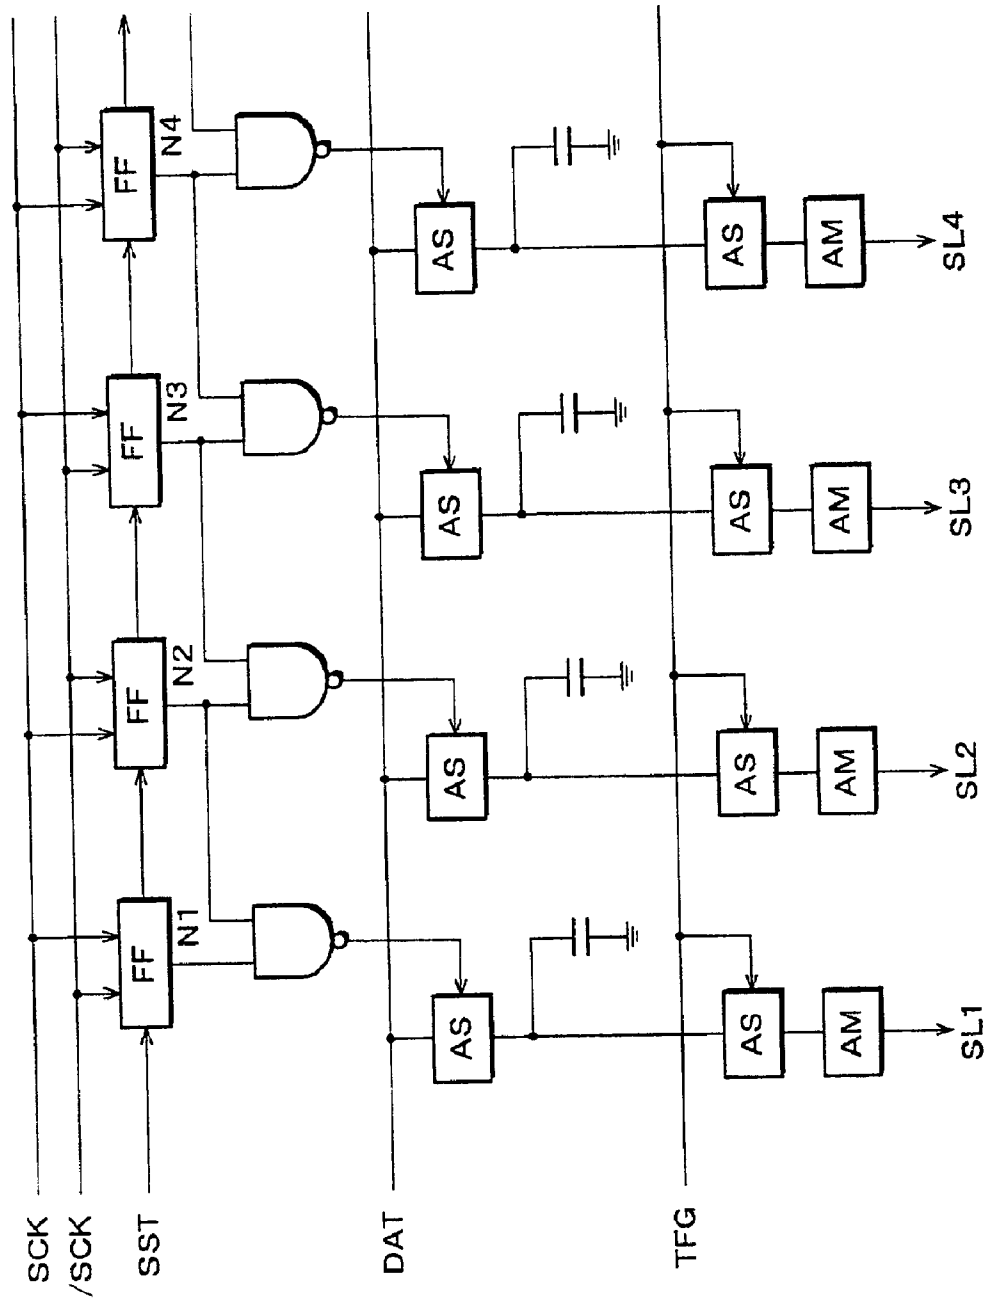 SCK
/SCK
SST
DAT
TFG
FF
FF
FF
FF
N1
N2
N3
N4
AS
AS
AS
AS
AS
AS
AS
AS
AM
AM
AM
AM
SL1
SL2
SL3
SL4